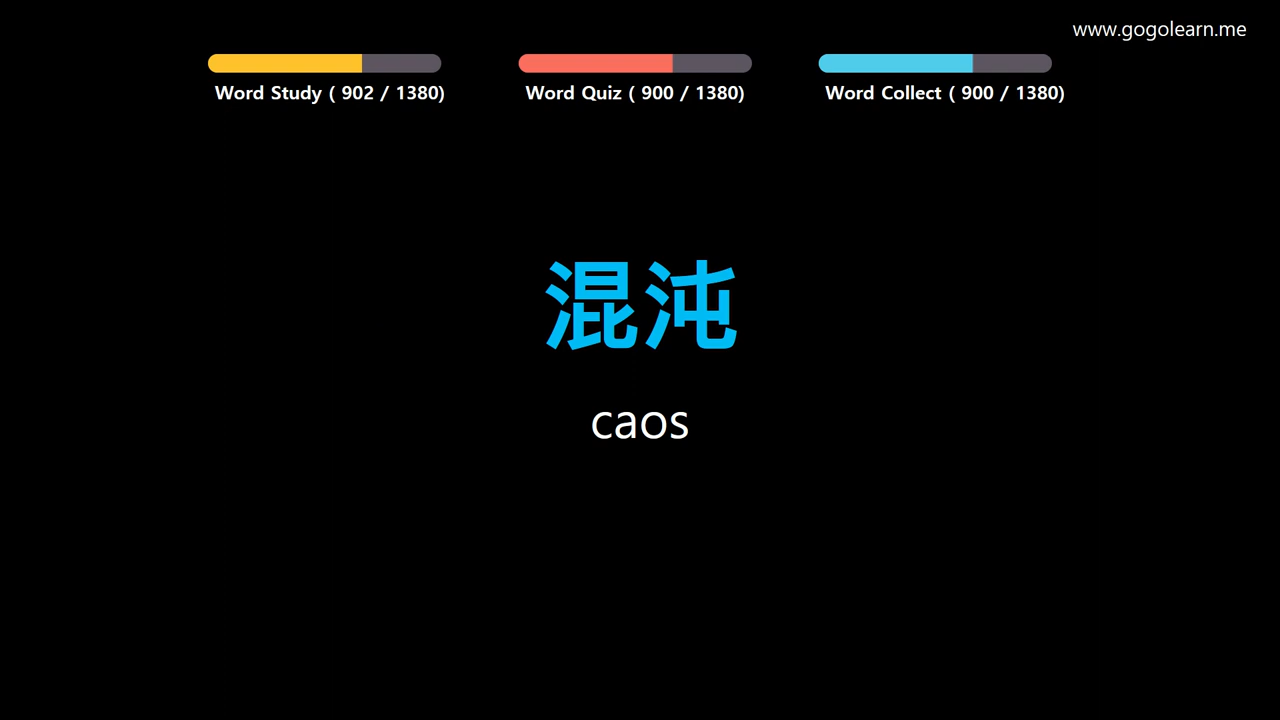 www.gogolearn.me
Word Study ( 902 / 1380)
Word Quiz ( 900 / 1380)
Word Collect ( 900 / 1380)
混沌
caos